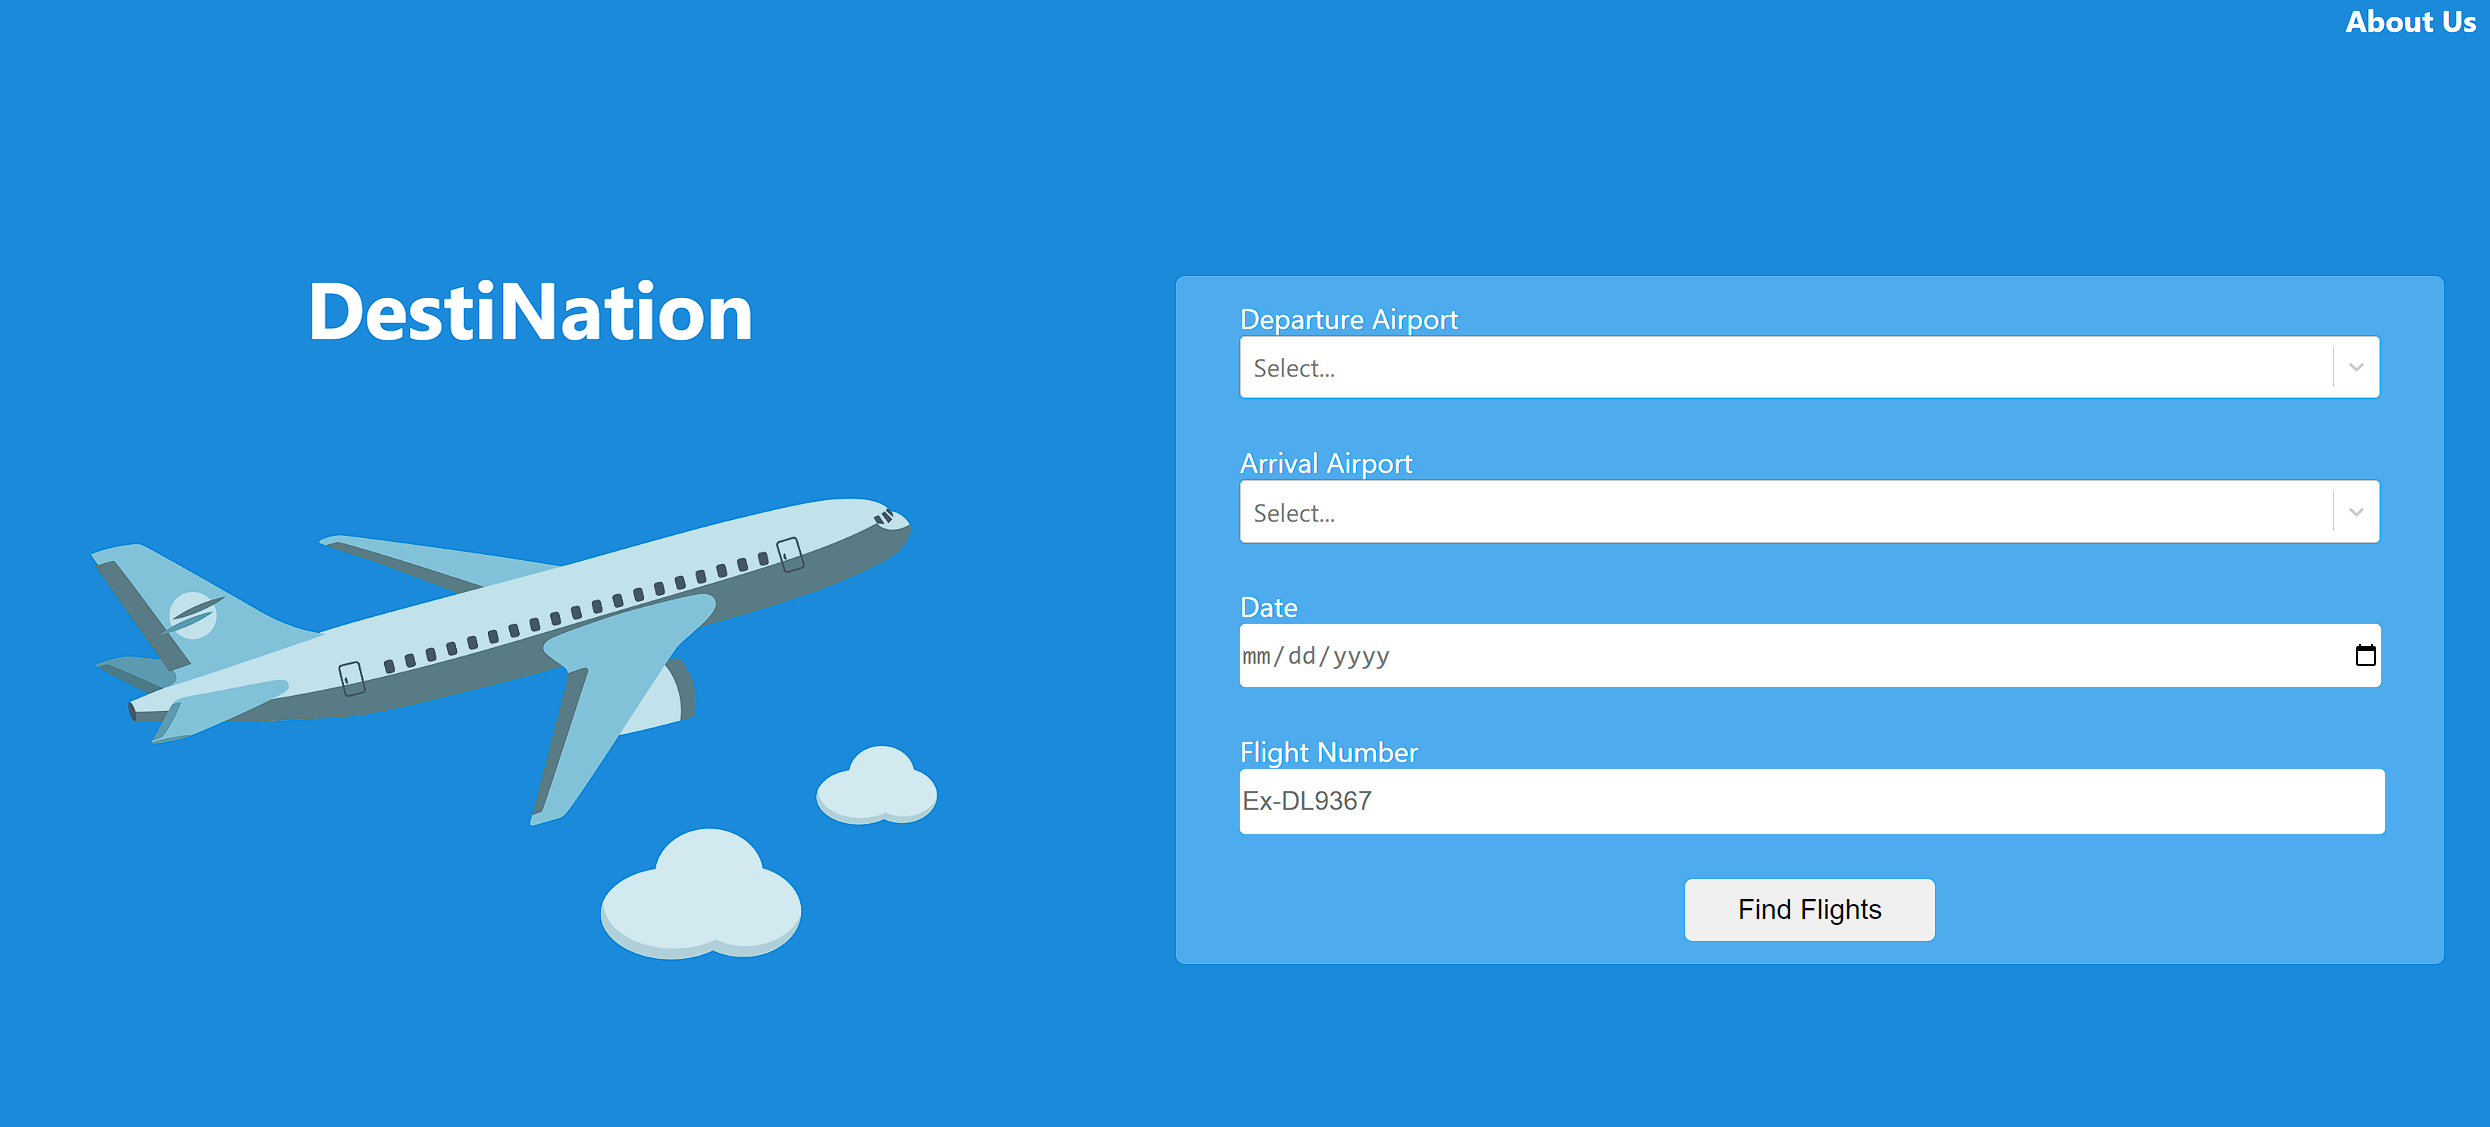 About Us
DestiNation
Departure Airport
Select...
Arrival Airport
Select...
Date
mm/dd/yyyy
Flight Number
Ex-DL9367
Find Flights